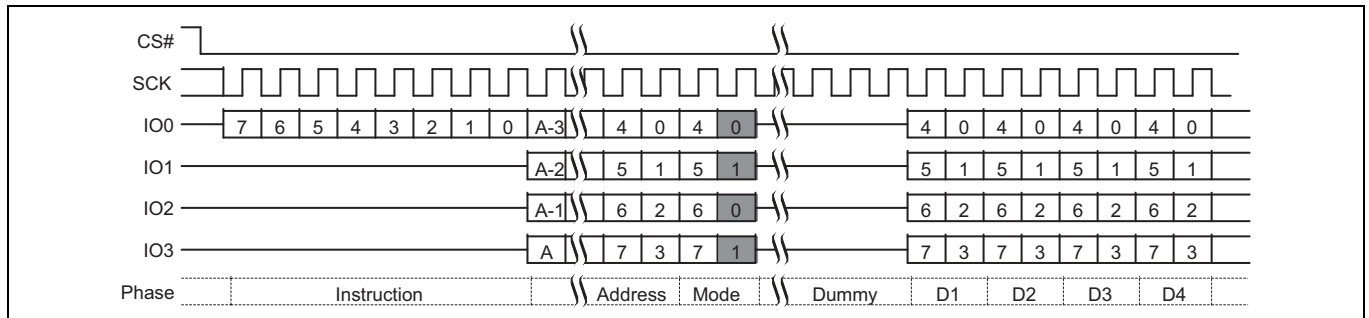 CS#
SCK
IO0 7 6 5 4 3 2 1 0 A-3 4 0 4 0 4 0 4 0 4 0 4 0
IO1 A-2 5 1 5 1 5 1 5 1 5 1 5 1
IO2 A-1 6 2 6 0 6 2 6 2 6 2 6 2
IO3 A 7 3 7 1 7 3 7 3 7 3 7 3
Phase Instruction Address Mode Dummy D1 D2 D3 D4